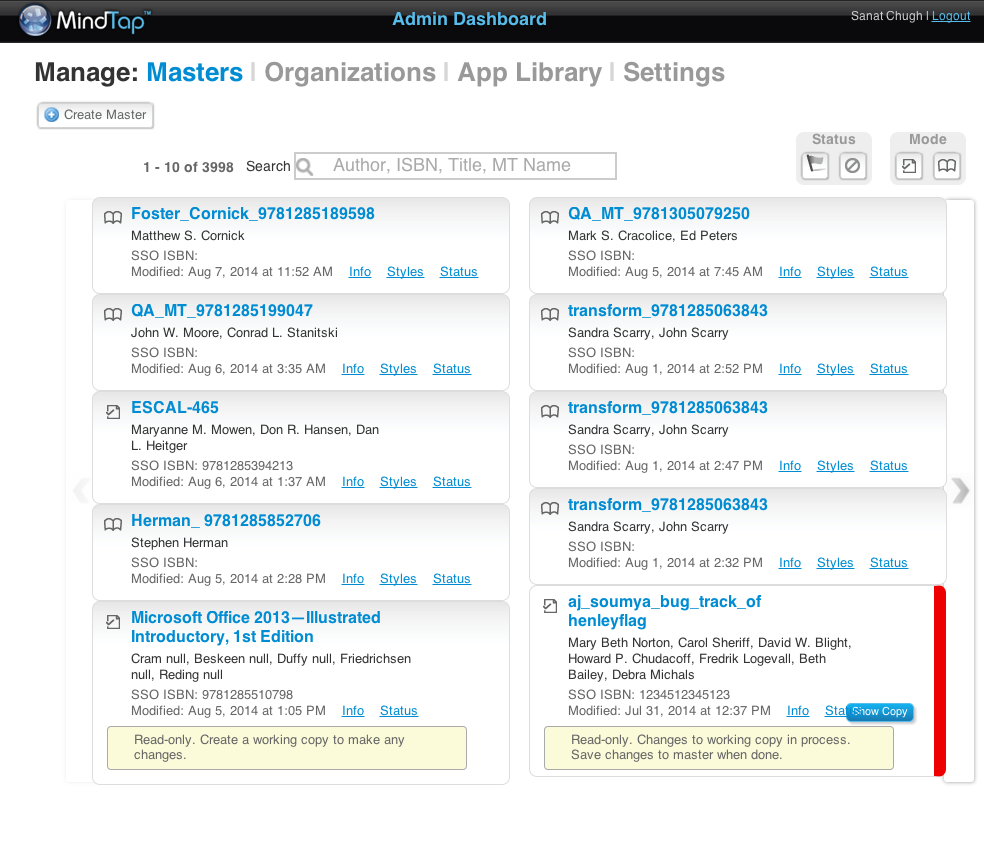 MindTap™
Admin Dashboard
Sanat Chugh | Logout
Manage: Masters | Organizations | App Library | Settings
Create Master
1 - 10 of 3998 Search Author, ISBN, Title, MT Name
Status
Mode
Foster_Cornick_9781285189598
Matthew S. Cornick
SSO ISBN:
Modified: Aug 7, 2014 at 11:52 AM Info Styles Status
QA_MT_9781285199047
John W. Moore, Conrad L. Stanitski
SSO ISBN:
Modified: Aug 6, 2014 at 3:35 AM Info Styles Status
ESCAL-465
Maryanne M. Mowen, Don R. Hansen, Dan
L. Heitger
SSO ISBN: 9781285394213
Modified: Aug 6, 2014 at 1:37 AM Info Styles Status
Herman_ 9781285852706
Stephen Herman
SSO ISBN:
Modified: Aug 5, 2014 at 2:28 PM Info Styles Status
Microsoft Office 2013—Illustrated
Introductory, 1st Edition
Cram null, Beskeen null, Duffy null, Friedrichsen
null, Reding null
SSO ISBN: 9781285510798
Modified: Aug 5, 2014 at 1:05 PM Info Status
Read-only. Create a working copy to make any
changes.
QA_MT_9781305079250
Mark S. Cracolice, Ed Peters
SSO ISBN:
Modified: Aug 5, 2014 at 7:45 AM Info Styles Status
transform_9781285063843
Sandra Scarry, John Scarry
SSO ISBN:
Modified: Aug 1, 2014 at 2:52 PM Info Styles Status
transform_9781285063843
Sandra Scarry, John Scarry
SSO ISBN:
Modified: Aug 1, 2014 at 2:47 PM Info Styles Status
transform_9781285063843
Sandra Scarry, John Scarry
SSO ISBN:
Modified: Aug 1, 2014 at 2:32 PM Info Styles Status
aj_soumya_bug_track_of
henleyflag
Mary Beth Norton, Carol Sheriff, David W. Blight,
Howard P. Chudacoff, Fredrik Logevall, Beth
Bailey, Debra Michals
SSO ISBN: 1234512345123
Modified: Jul 31, 2014 at 12:37 PM Info Sta Show Copy
Read-only. Changes to working copy in process.
Save changes to master when done.